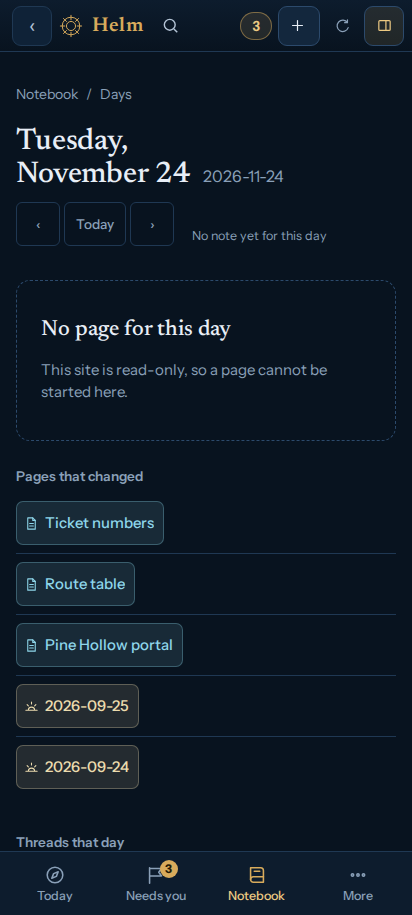 ‹ Helm 3 +
Notebook / Days
Tuesday,
November 24 2026-11-24
‹ Today ›
No note yet for this day
No page for this day
This site is read-only, so a page cannot be
started here.
Pages that changed
Ticket numbers
Route table
Pine Hollow portal
2026-09-25
2026-09-24
Threads that day
3
Today Needs you Notebook More